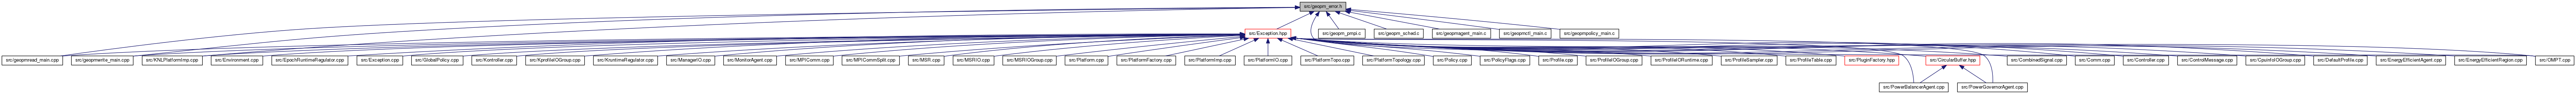 src/geopm_error.h
src/Exception.hpp
src/geopm_pmpi.c
src/geopm_sched.c
src/geopmagent_main.c
src/geopmctl_main.c
src/geopmpolicy_main.c
src/geopmread_main.cpp
src/geopmwrite_main.cpp
src/KNLPlatformImp.cpp
src/Environment.cpp
src/EpochRuntimeRegulator.cpp
src/Exception.cpp
src/GlobalPolicy.cpp
src/Kontroller.cpp
src/KprofileIOGroup.cpp
src/KruntimeRegulator.cpp
src/ManagerIO.cpp
src/MonitorAgent.cpp
src/MPIComm.cpp
src/MPICommSplit.cpp
src/MSR.cpp
src/MSRIO.cpp
src/MSRIOGroup.cpp
src/Platform.cpp
src/PlatformFactory.cpp
src/PlatformImp.cpp
src/PlatformIO.cpp
src/PlatformTopo.cpp
src/PlatformTopology.cpp
src/Policy.cpp
src/PolicyFlags.cpp
src/Profile.cpp
src/ProfileIOGroup.cpp
src/ProfileIORuntime.cpp
src/ProfileSampler.cpp
src/ProfileTable.cpp
src/PluginFactory.hpp
src/CircularBuffer.hpp
src/CombinedSignal.cpp
src/Comm.cpp
src/Controller.cpp
src/ControlMessage.cpp
src/CpuinfoIOGroup.cpp
src/DefaultProfile.cpp
src/EnergyEfficientAgent.cpp
src/EnergyEfficientRegion.cpp
src/OMPT.cpp
src/PowerBalancerAgent.cpp
src/PowerGovernorAgent.cpp